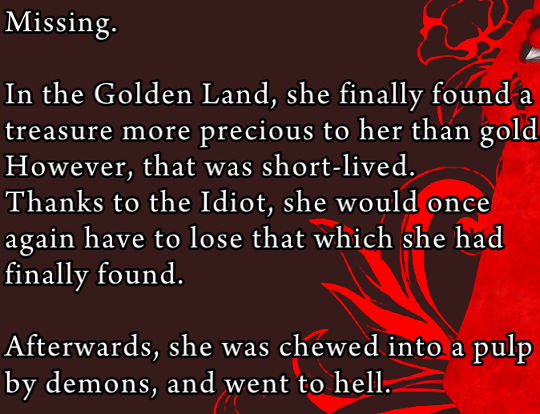 Missing.
In the Golden Land, she finally found a
treasure more precious to her than gold
However, that was short-lived.
Thanks to the Idiot, she would once
again have to lose that which she had
finally found.
Afterwards, she was chewed into a pulp
by demons, and went to hell.